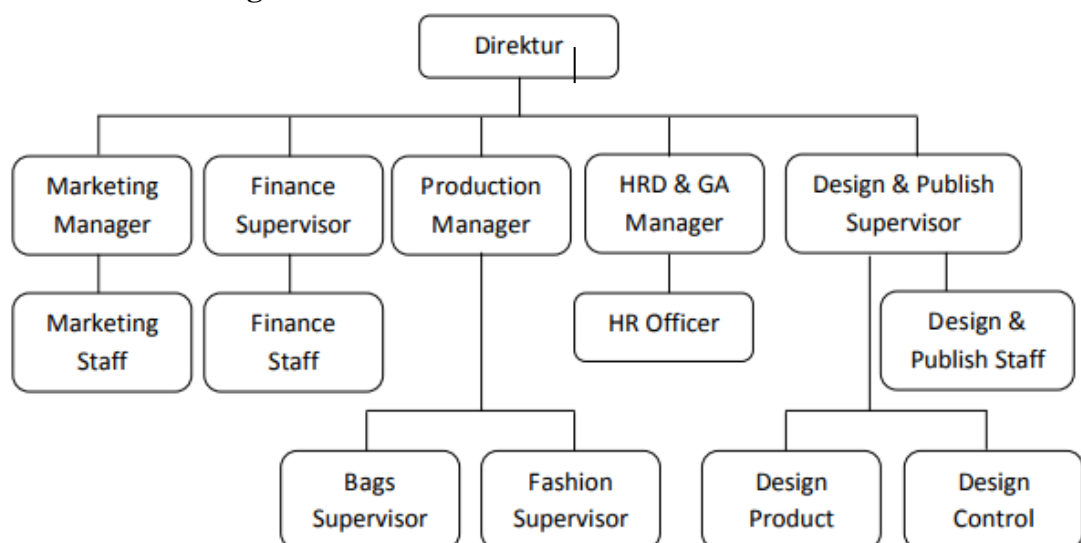 Direktur
Marketing
Manager
Finance
Supervisor
Production
Manager
HRD & GA
Manager
Design & Publish
Supervisor
Marketing
Staff
Finance
Staff
HR Officer
Design &
Publish Staff
Bags
Supervisor
Fashion
Supervisor
Design
Product
Design
Control